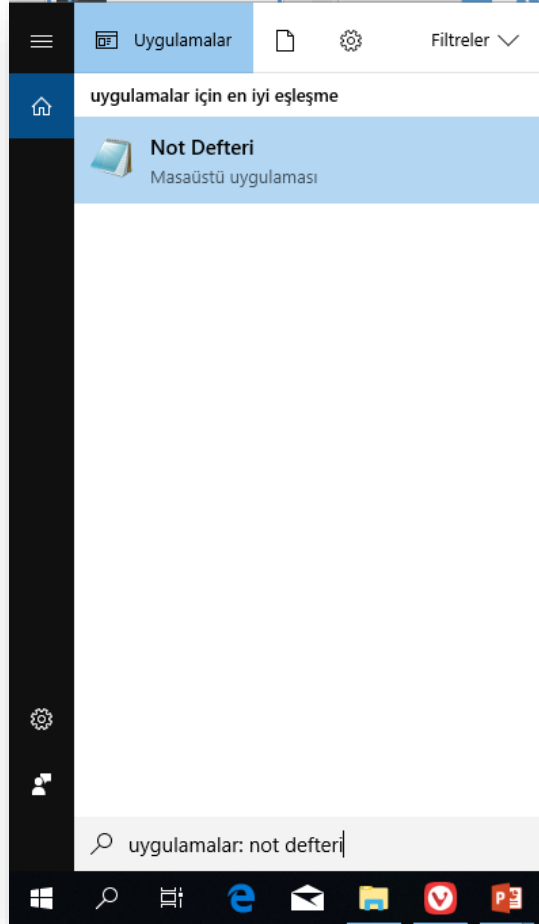 Uygulamalar Filtreler
uygulamalar için en iyi eşleşme
Not Defteri
Masaüstü uygulaması
uygulamalar: not defteri